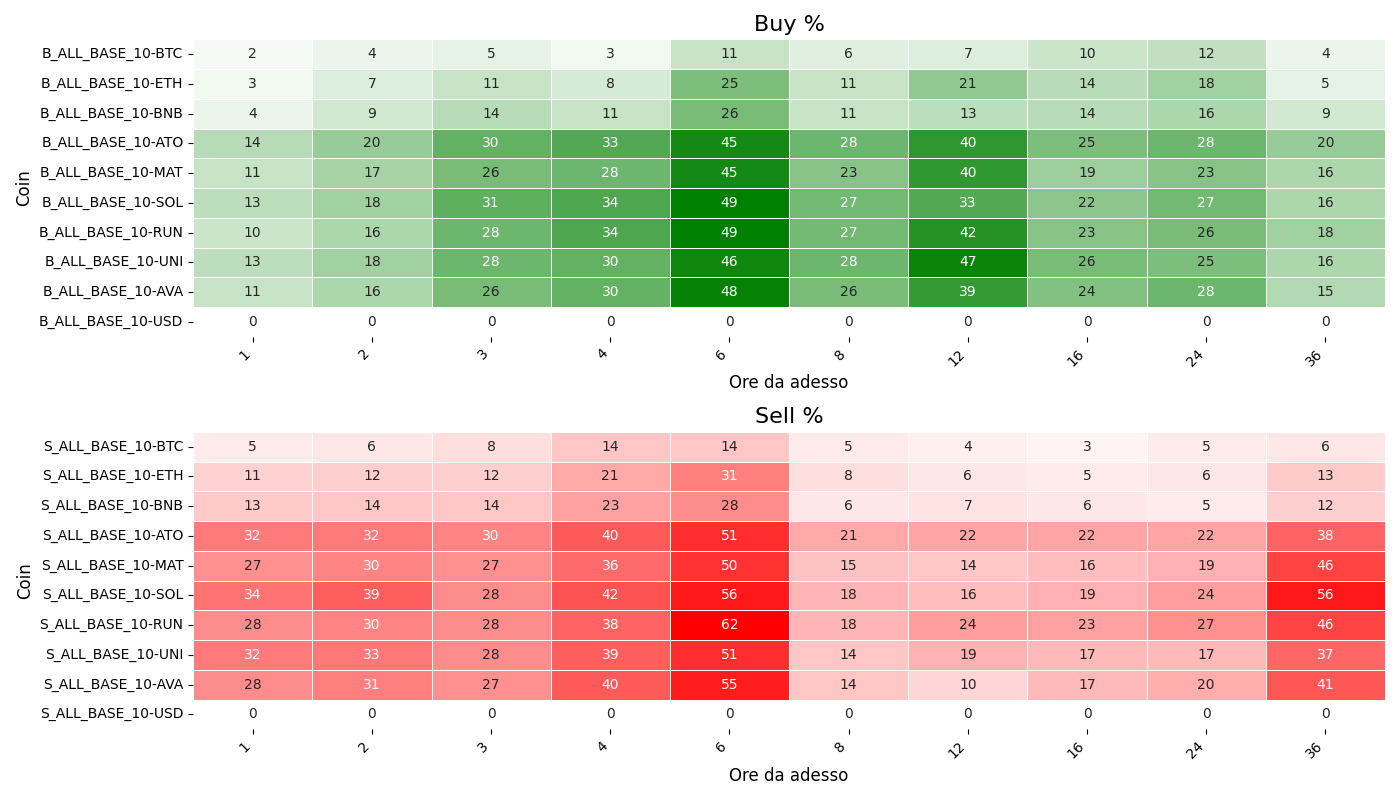 Buy %
Coin
B_ALL_BASE_10-BTC 2 4 5 3 11 6 7 10 12 4
B_ALL_BASE_10-ETH 3 7 11 8 25 11 21 14 18 5
B_ALL_BASE_10-BNB 4 9 14 11 26 11 13 14 16 9
B_ALL_BASE_10-ATO 14 20 30 33 45 28 40 25 28 20
B_ALL_BASE_10-MAT 11 17 26 28 45 23 40 19 23 16
B_ALL_BASE_10-SOL 13 18 31 34 49 27 33 22 27 16
B_ALL_BASE_10-RUN 10 16 28 34 49 27 42 23 26 18
B_ALL_BASE_10-UNI 13 18 28 30 46 28 47 26 25 16
B_ALL_BASE_10-AVA 11 16 26 30 48 26 39 24 28 15
B_ALL_BASE_10-USD 0 0 0 0 0 0 0 0 0 0
1 2 3 4 6 8 12 16 24 36
Ore da adesso
Sell %
Coin
S_ALL_BASE_10-BTC 5 6 8 14 14 5 4 3 5 6
S_ALL_BASE_10-ETH 11 12 12 21 31 8 6 5 6 13
S_ALL_BASE_10-BNB 13 14 14 23 28 6 7 6 5 12
S_ALL_BASE_10-ATO 32 32 30 40 51 21 22 22 22 38
S_ALL_BASE_10-MAT 27 30 27 36 50 15 14 16 19 46
S_ALL_BASE_10-SOL 34 39 28 42 56 18 16 19 24 56
S_ALL_BASE_10-RUN 28 30 28 38 62 18 24 23 27 46
S_ALL_BASE_10-UNI 32 33 28 39 51 14 19 17 17 37
S_ALL_BASE_10-AVA 28 31 27 40 55 14 10 17 20 41
S_ALL_BASE_10-USD 0 0 0 0 0 0 0 0 0 0
1 2 3 4 6 8 12 16 24 36
Ore da adesso